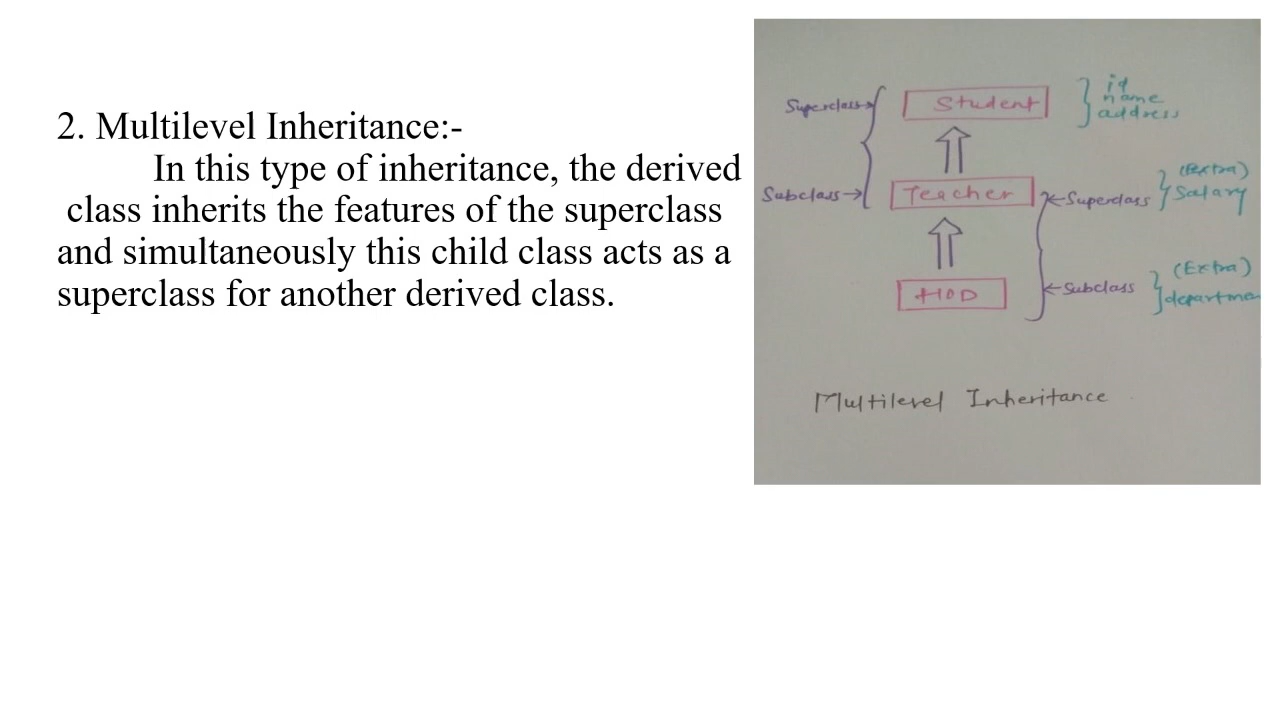 2. Multilevel Inheritance:-
In this type of inheritance, the derived
class inherits the features of the superclass
and simultaneously this child class acts as a
superclass for another derived class.
Superclass
Student
id
name
address
Subclass
Teacher
Superclass
(Extra)
Salary
HOD
Subclass
(Extra)
departmen
Multilevel Inheritance